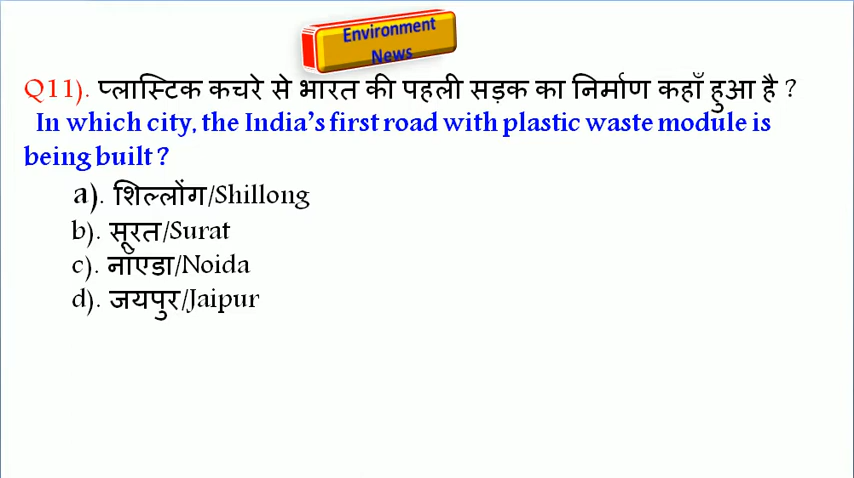 Environment
News
Q11). प्लास्टिक कचरे से भारत की पहली सड़क का निर्माण कहाँ हुआ है ?
In which city, the India's first road with plastic waste module is
being built ?
a). शिल्लोंग/Shillong
b). सूरत/Surat
c). नॉएडा/Noida
d). जयपुर/Jaipur